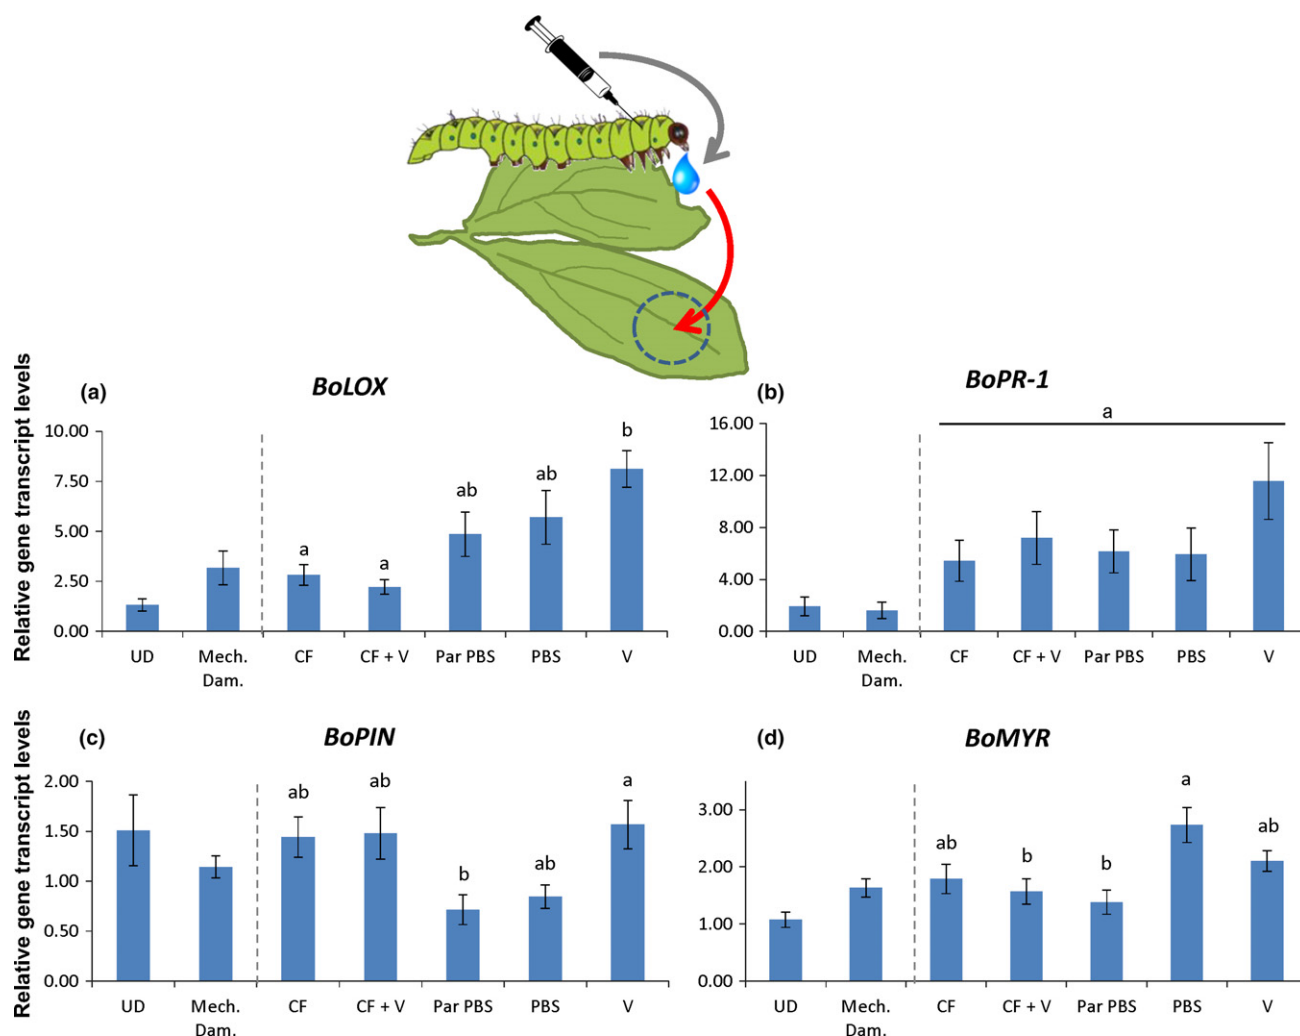 (a)
BoLOX
Relative gene transcript levels
10.00
7.50
5.00
2.50
0.00
a
a
ab
ab
b
UD
Mech.
Dam.
CF
CF + V
Par PBS
PBS
V
(b)
BoPR-1
16.00
12.00
8.00
4.00
0.00
a
UD
Mech.
Dam.
CF
CF + V
Par PBS
PBS
V
(c)
BoPIN
Relative gene transcript levels
2.00
1.50
1.00
0.50
0.00
ab
ab
b
ab
a
UD
Mech.
Dam.
CF
CF + V
Par PBS
PBS
V
(d)
BoMYR
3.00
2.00
1.00
0.00
ab
b
b
a
ab
UD
Mech.
Dam.
CF
CF + V
Par PBS
PBS
V